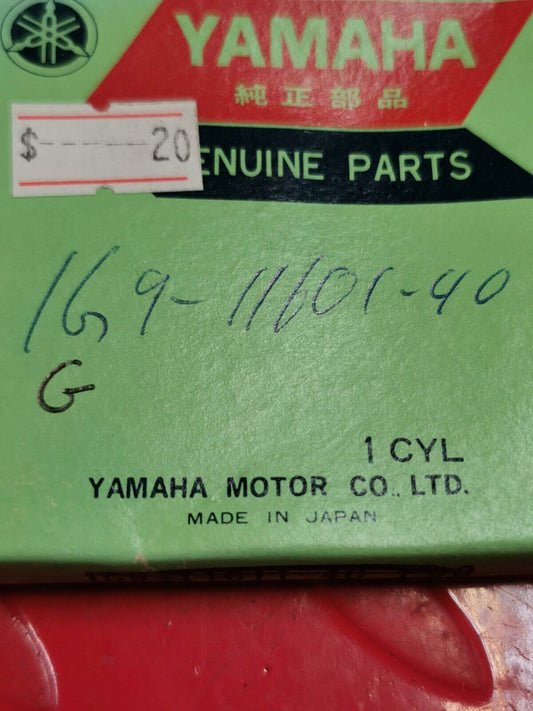 YAMAHA
純正部品
$-----20
ENUINE PARTS
169-11601-40
G
1 CYL
YAMAHA MOTOR CO., LTD.
MADE IN JAPAN